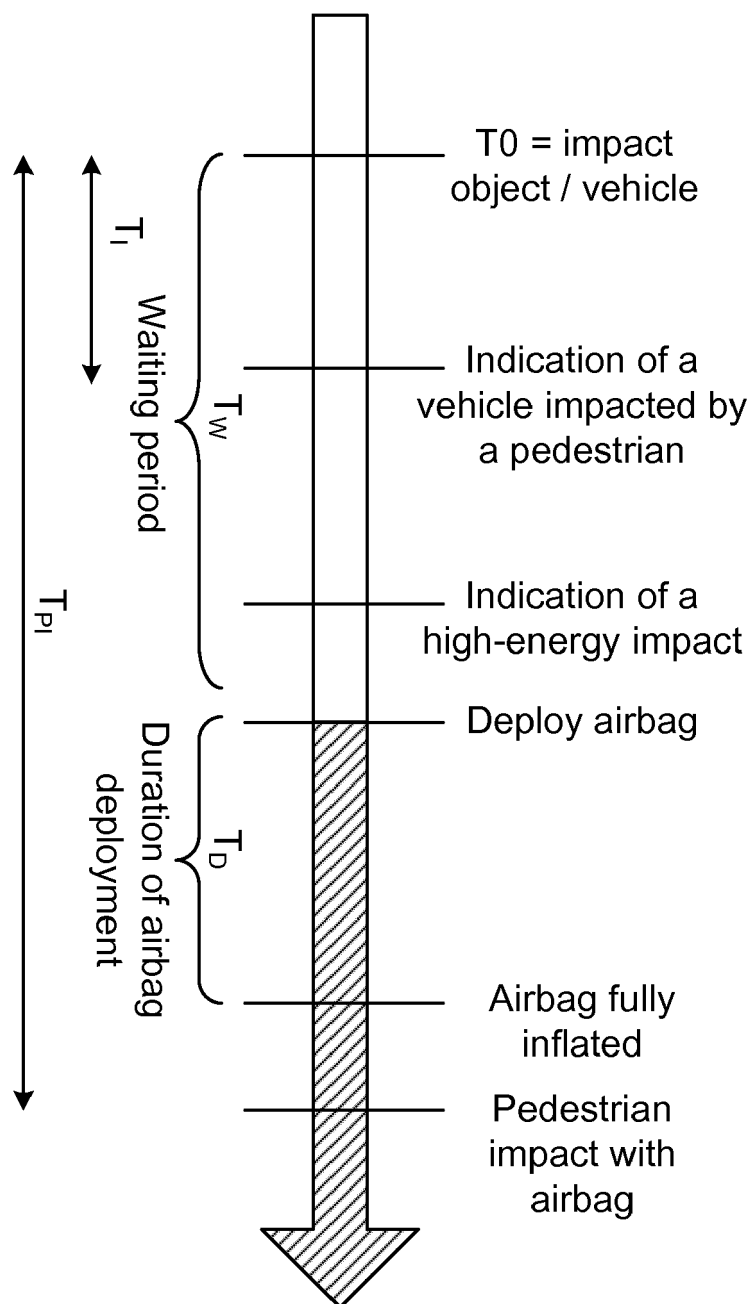 T0 = impact
object / vehicle
Indication of a
vehicle impacted by
a pedestrian
Indication of a
high-energy impact
Deploy airbag
Airbag fully
inflated
Pedestrian
impact with
airbag
TI
Waiting period
TW
TPI
Duration of airbag
deployment
TD